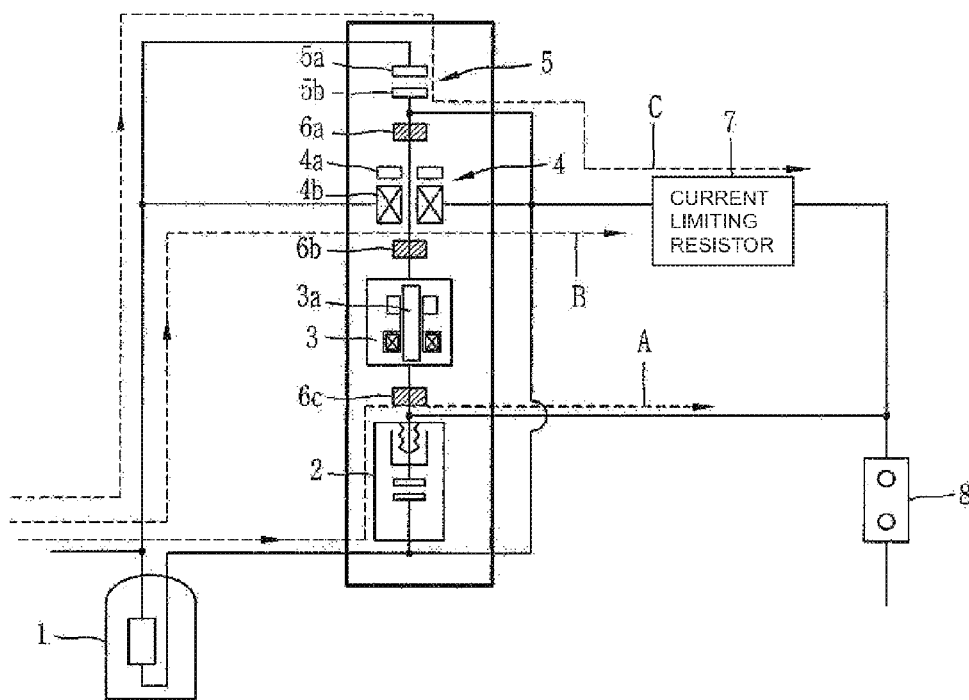 5a
5
5b
6a
C
7
4a
4
4b
CURRENT
LIMITING
RESISTOR
6b
B
3a
3
A
6c
2
8
1